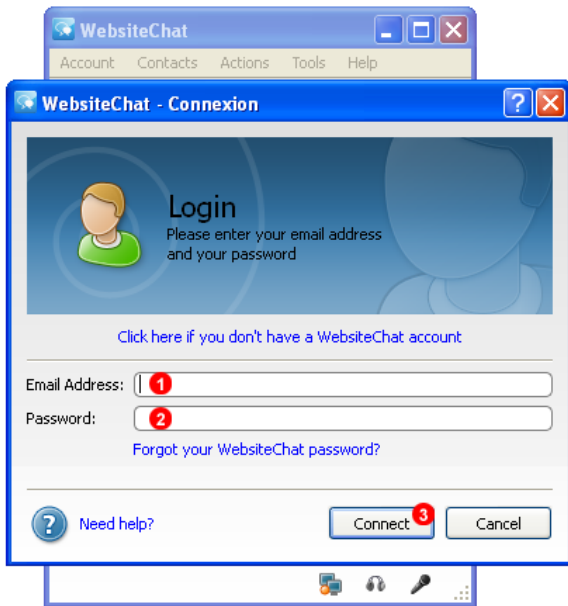 WebsiteChat
Account Contacts Actions Tools Help
WebsiteChat - Connexion
Login
Please enter your email address
and your password
Click here if you don't have a WebsiteChat account
Email Address: 1
Password: 2
Forgot your WebsiteChat password?
Need help? Connect 3 Cancel